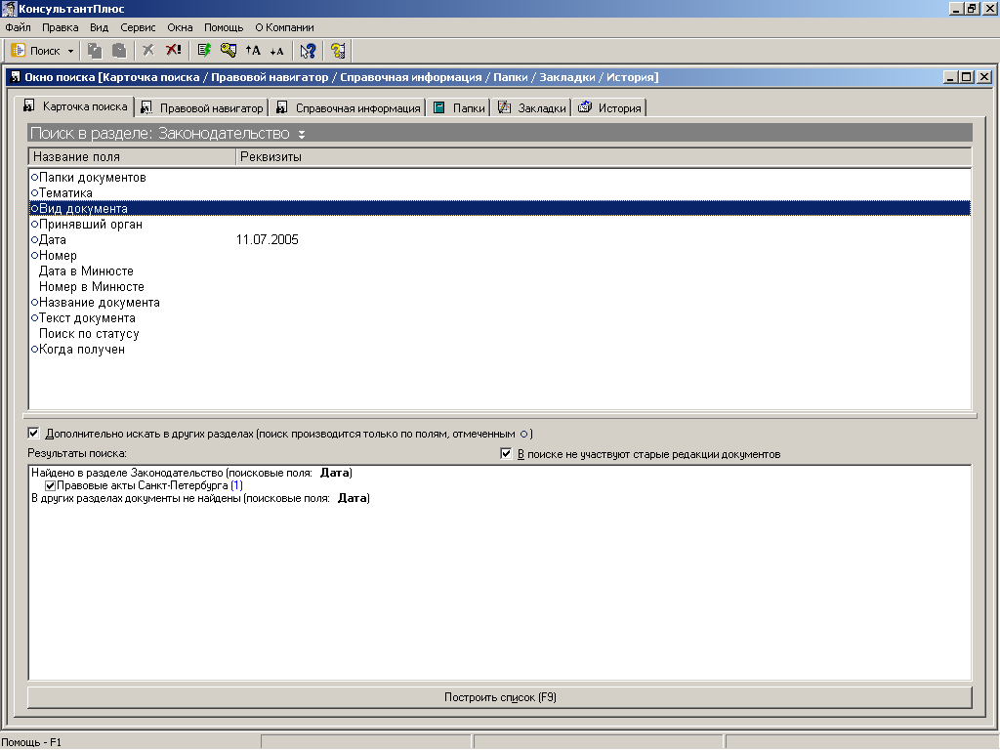 КонсультантПлюс
Файл Правка Вид Сервис Окна Помощь О Компании
Поиск
Окно поиска [Карточка поиска / Правовой навигатор / Справочная информация / Папки / Закладки / История]
Карточка поиска Правовой навигатор Справочная информация Папки Закладки История
Поиск в разделе: Законодательство
Название поля Реквизиты
Папки документов
Тематика
Вид документа
Принявший орган
Дата 11.07.2005
Номер
Дата в Минюсте
Номер в Минюсте
Название документа
Текст документа
Поиск по статусу
Когда получен
Дополнительно искать в других разделах (поиск производится только по полям, отмеченным )
Результаты поиска: В поиске не участвуют старые редакции документов
Найдено в разделе Законодательство (поисковые поля: Дата)
Правовые акты Санкт-Петербурга (1)
В других разделах документы не найдены (поисковые поля: Дата)
Построить список (F9)
Помощь - F1